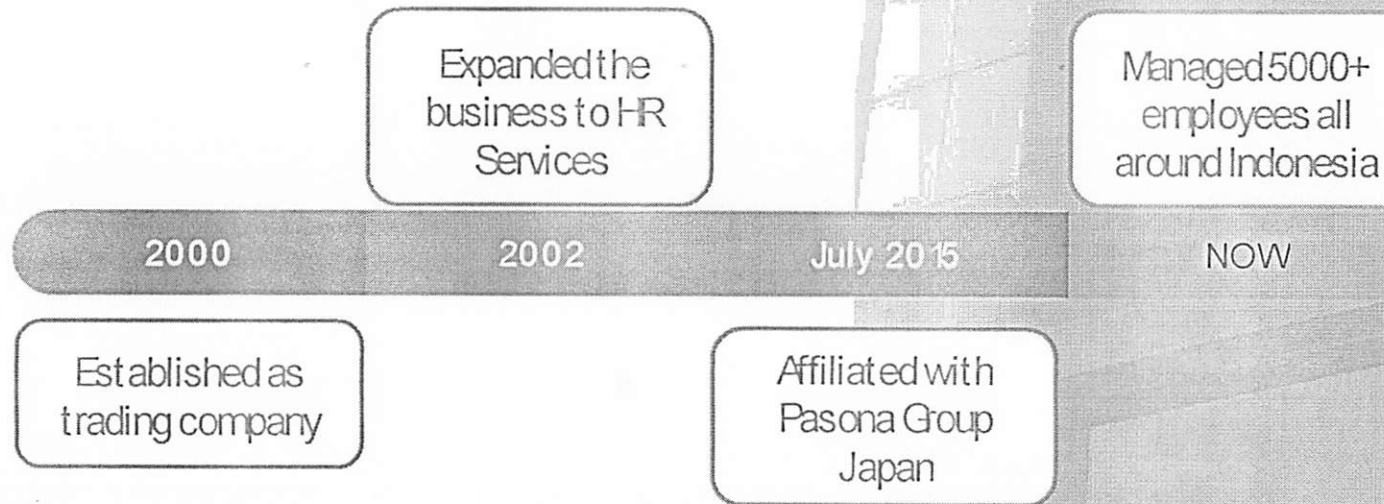 Expanded the
business to HR
Services
Managed 5000+
employees all
around Indonesia
2000
2002
July 2015
NOW
Established as
trading company
Affiliated with
Pasona Group
Japan